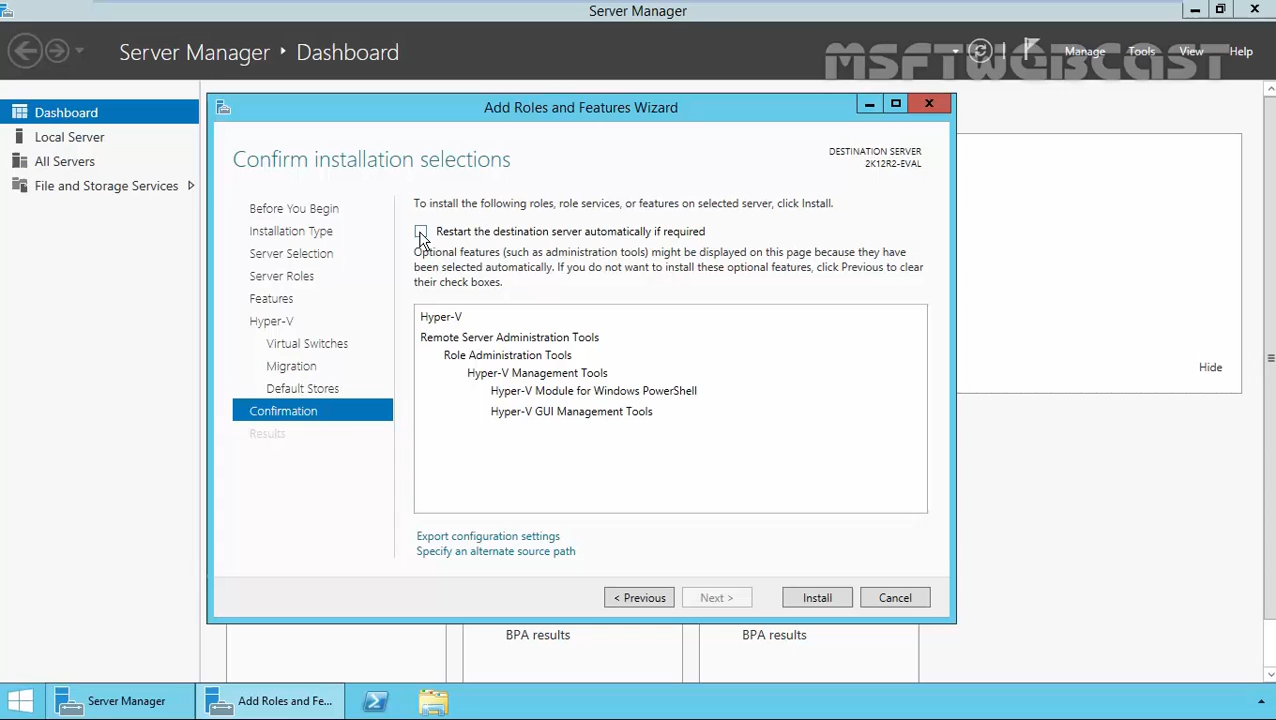 Server Manager
Server Manager ‣ Dashboard
MSFTWEBCAST
Manage
Tools
View
Help
Dashboard
Local Server
All Servers
File and Storage Services
Add Roles and Features Wizard
Confirm installation selections
DESTINATION SERVER
2K12R2-EVAL
Before You Begin
Installation Type
Server Selection
Server Roles
Features
Hyper-V
Virtual Switches
Migration
Default Stores
Confirmation
Results
To install the following roles, role services, or features on selected server, click Install.
Restart the destination server automatically if required
Optional features (such as administration tools) might be displayed on this page because they have
been selected automatically. If you do not want to install these optional features, click Previous to clear
their check boxes.
Hyper-V
Remote Server Administration Tools
Role Administration Tools
Hyper-V Management Tools
Hyper-V Module for Windows PowerShell
Hyper-V GUI Management Tools
Export configuration settings
Specify an alternate source path
< Previous
Next >
Install
Cancel
Hide
BPA results
BPA results
Server Manager
Add Roles and Fe...